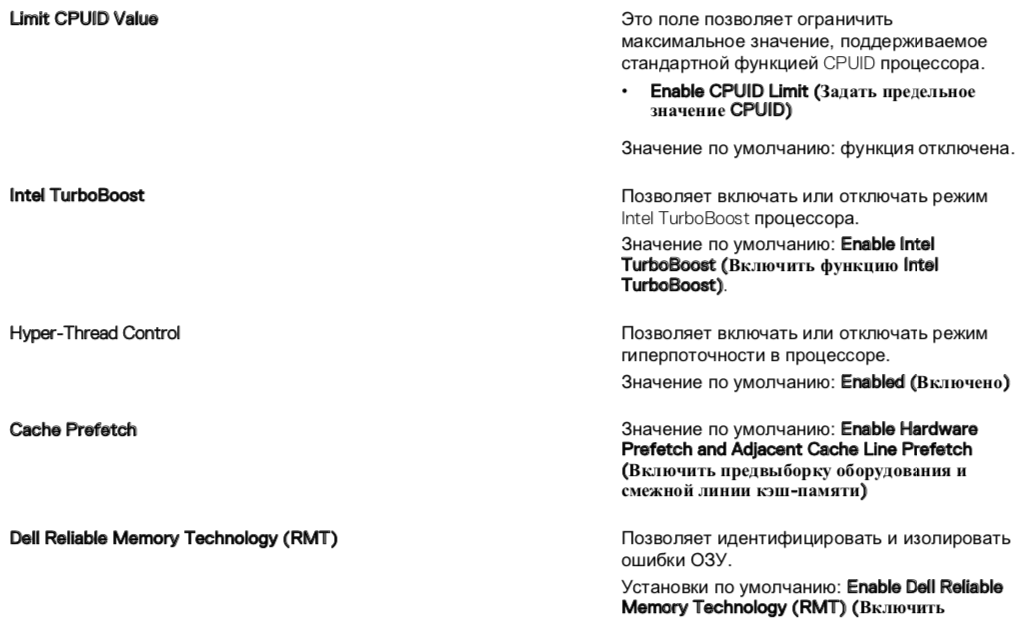 Limit CPUID Value
Это поле позволяет ограничить
максимальное значение, поддерживаемое
стандартной функцией CPUID процессора.
• Enable CPUID Limit (Задать предельное
значение CPUID)
Значение по умолчанию: функция отключена.
Intel TurboBoost
Позволяет включать или отключать режим
Intel TurboBoost процессора.
Значение по умолчанию: Enable Intel
TurboBoost (Включить функцию Intel
TurboBoost).
Hyper-Thread Control
Позволяет включать или отключать режим
гиперпоточности в процессоре.
Значение по умолчанию: Enabled (Включено)
Cache Prefetch
Значение по умолчанию: Enable Hardware
Prefetch and Adjacent Cache Line Prefetch
(Включить предвыборку оборудования и
смежной линии кэш-памяти)
Dell Reliable Memory Technology (RMT)
Позволяет идентифицировать и изолировать
ошибки ОЗУ.
Установки по умолчанию: Enable Dell Reliable
Memory Technology (RMT) (Включить